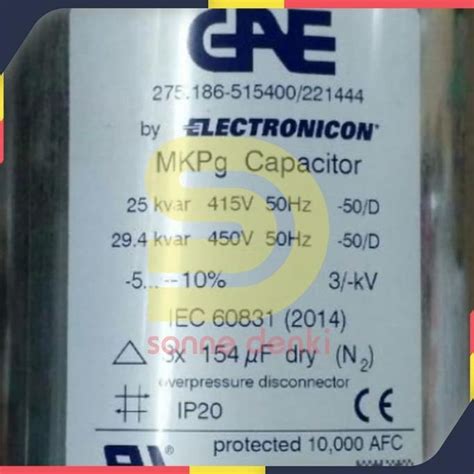 GAE
275.186-515400/221444
by ELECTRONICON®
MKPg Capacitor
25 kvar 415V 50Hz -50/D
29.4 kvar 450V 50Hz -50/D
-5...--10% 3/-kV
IEC 60831 (2014)
sonne denki
3x 154 µF dry (N₂)
overpressure disconnector
IP20 CE
protected 10,000 AFC